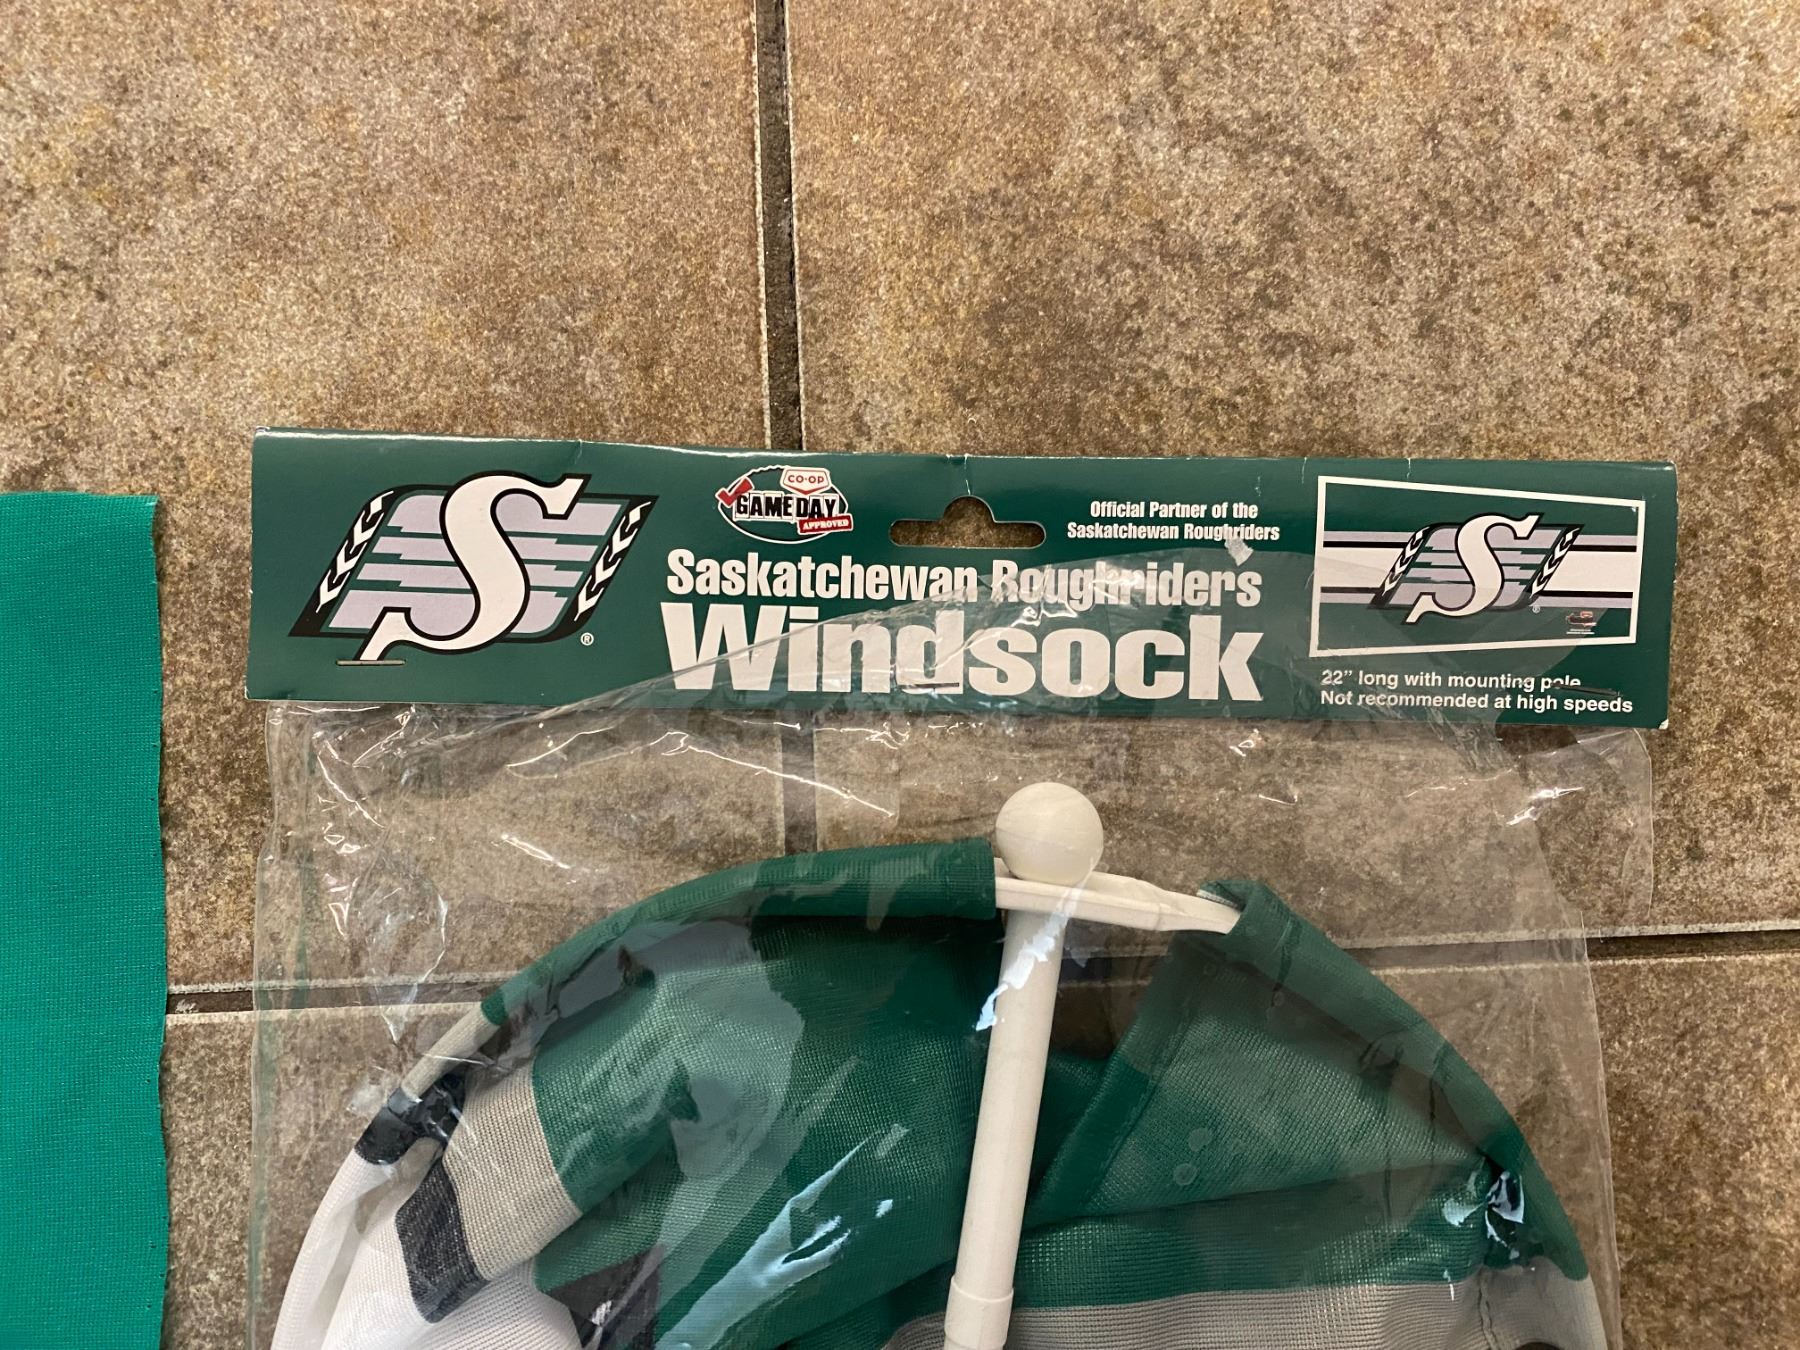 CO-OP
GAMEDAY
APPROVED
Official Partner of the
Saskatchewan Roughriders
Saskatchewan Roughriders
Windsock
S
®
S
®
22" long with mounting pole
Not recommended at high speeds